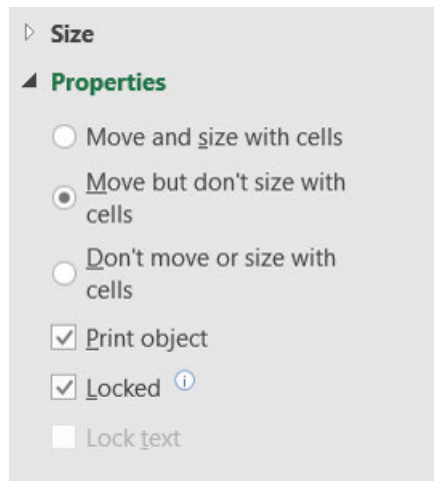 Size
Properties
Move and size with cells
Move but don't size with
cells
Don't move or size with
cells
Print object
Locked
Lock text